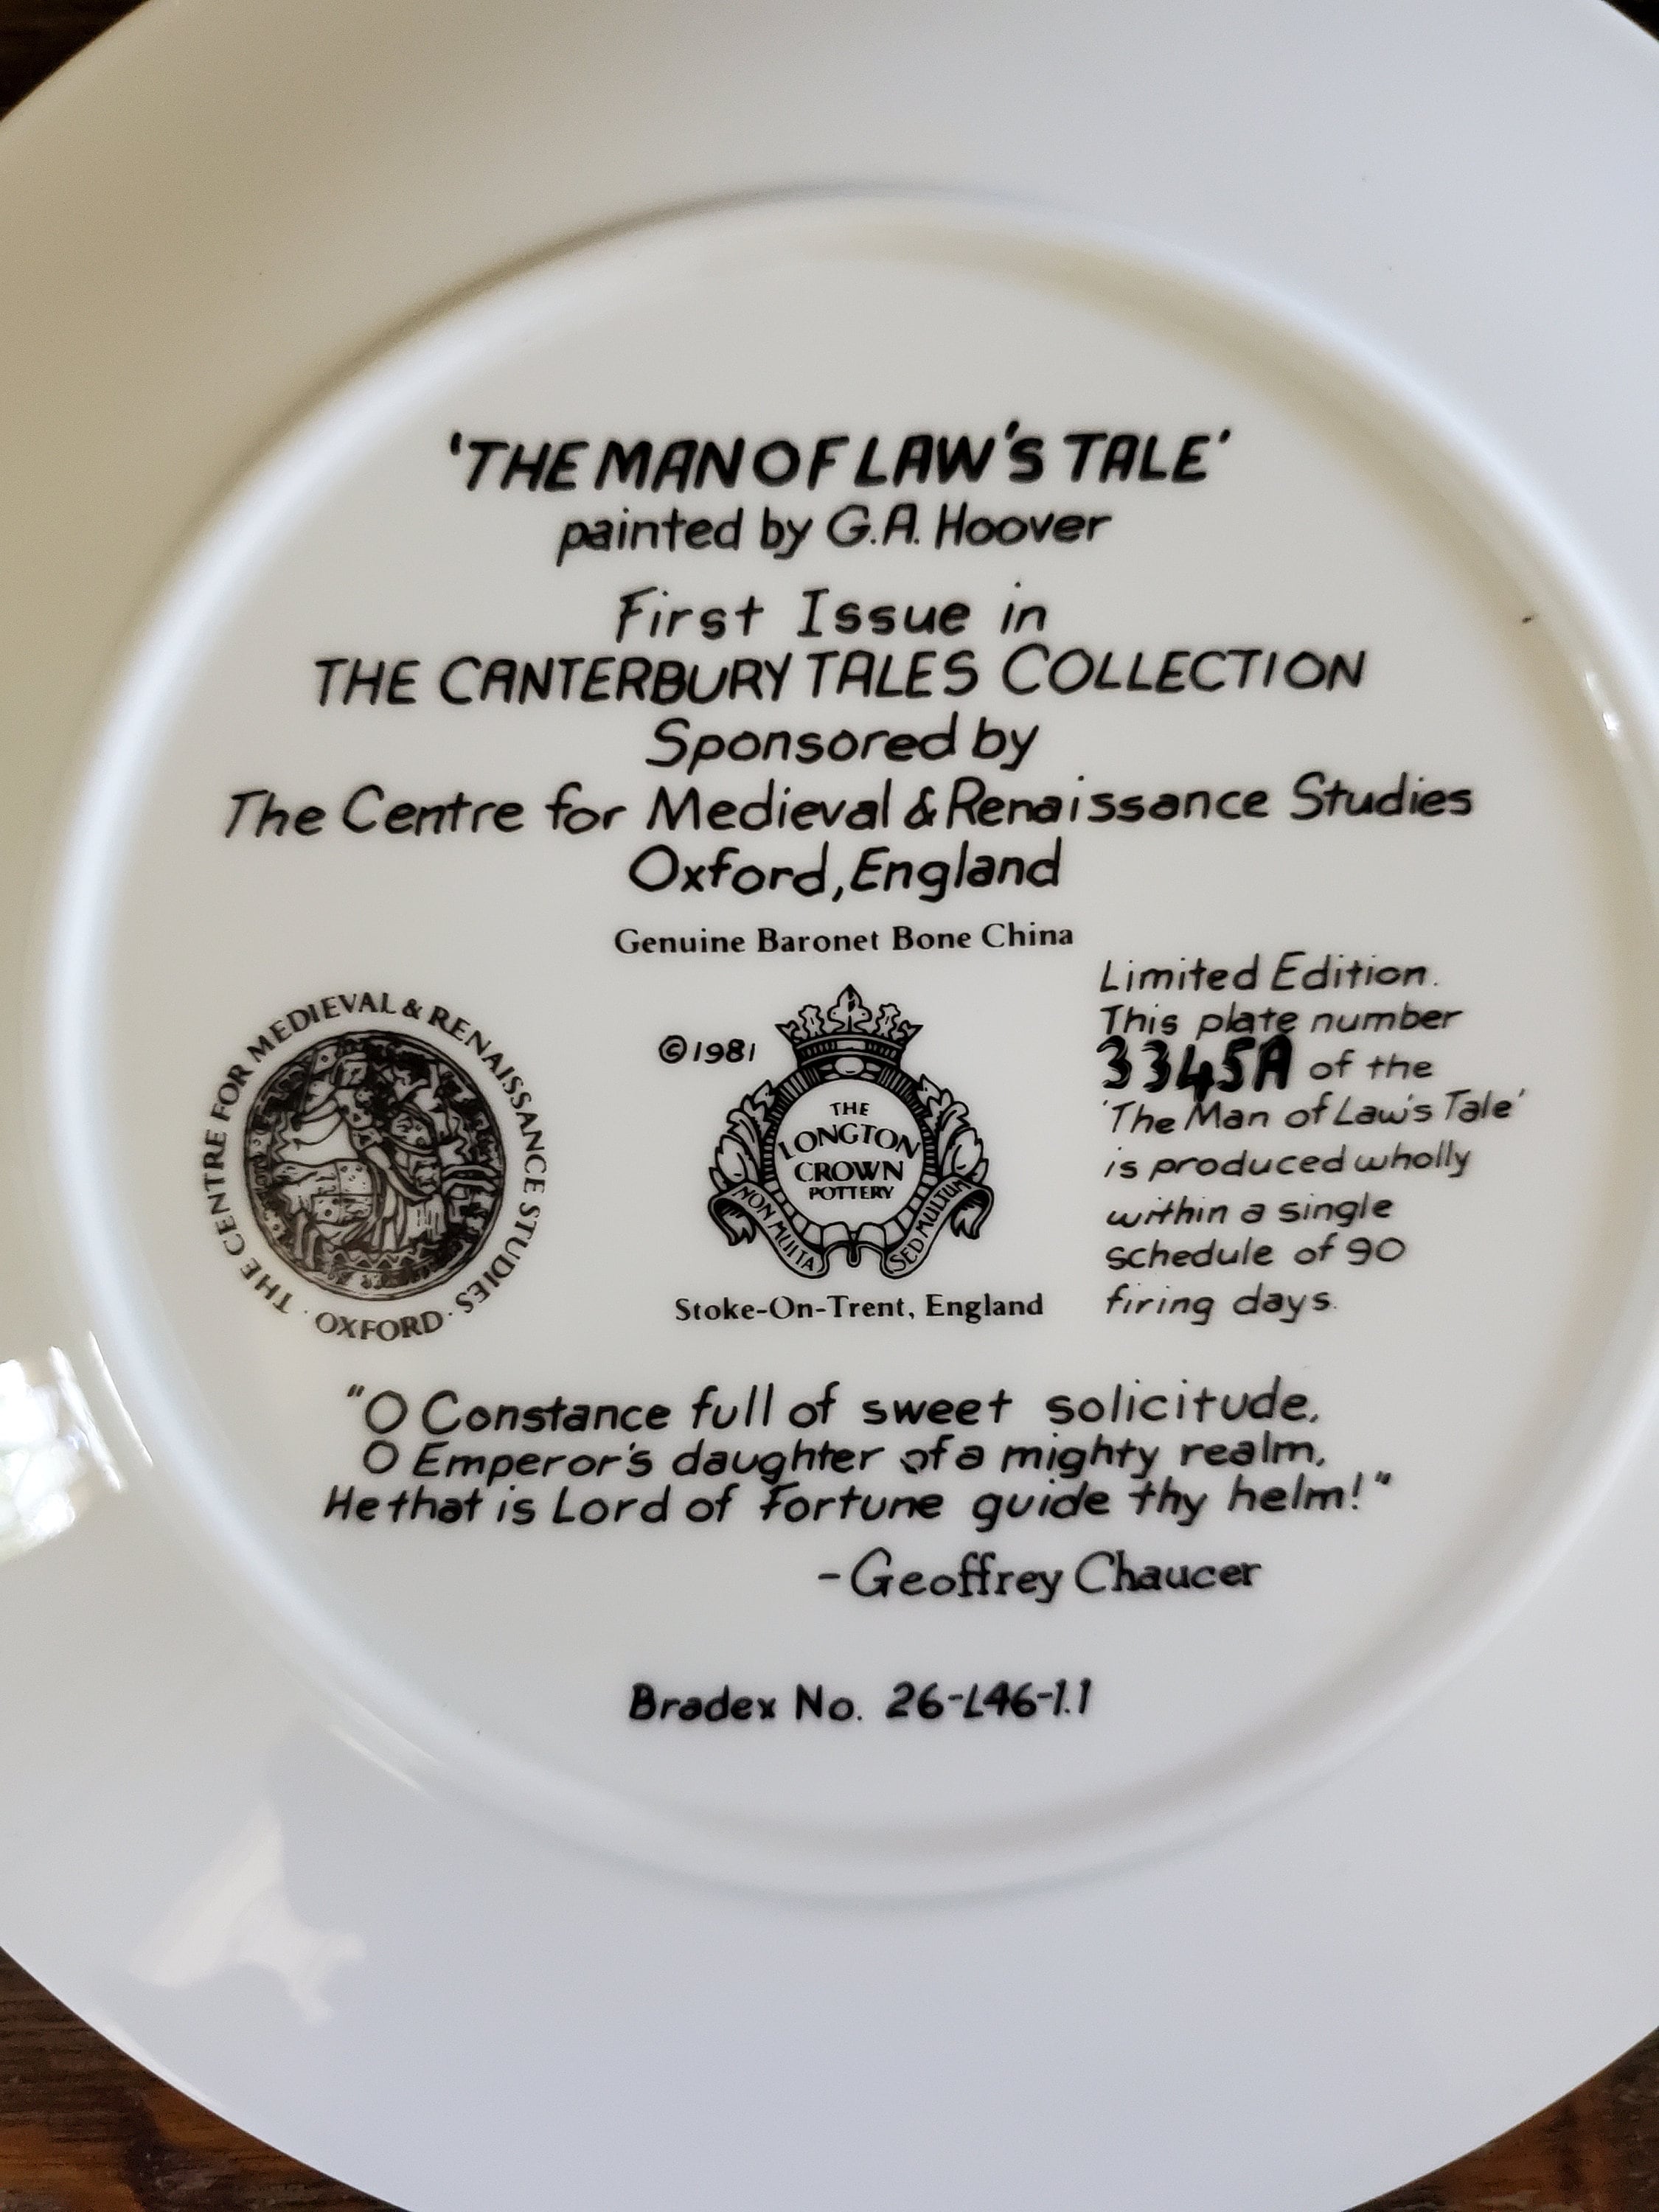 'THE MAN OF LAW'S TALE'
painted by G.A. Hoover
First Issue in
THE CANTERBURY TALES COLLECTION
Sponsored by
The Centre for Medieval & Renaissance Studies
Oxford, England
Genuine Baronet Bone China
THE CENTRE FOR MEDIEVAL & RENAISSANCE STUDIES · OXFORD ·
©1981
THE
LONGTON
CROWN
POTTERY
NON MULTA
SED MULTUM
Stoke-On-Trent, England
Limited Edition.
This plate number
3345A of the
'The Man of Law's Tale'
is produced wholly
within a single
schedule of 90
firing days.
"O Constance full of sweet solicitude,
O Emperor's daughter of a mighty realm,
He that is Lord of Fortune guide thy helm!"
-Geoffrey Chaucer
Bradex No. 26-L46-1.1